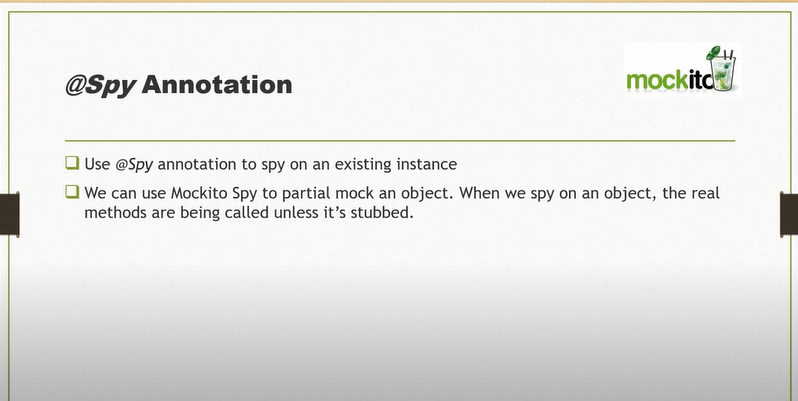 @Spy Annotation
mockito
Use @Spy annotation to spy on an existing instance
We can use Mockito Spy to partial mock an object. When we spy on an object, the real
methods are being called unless it’s stubbed.